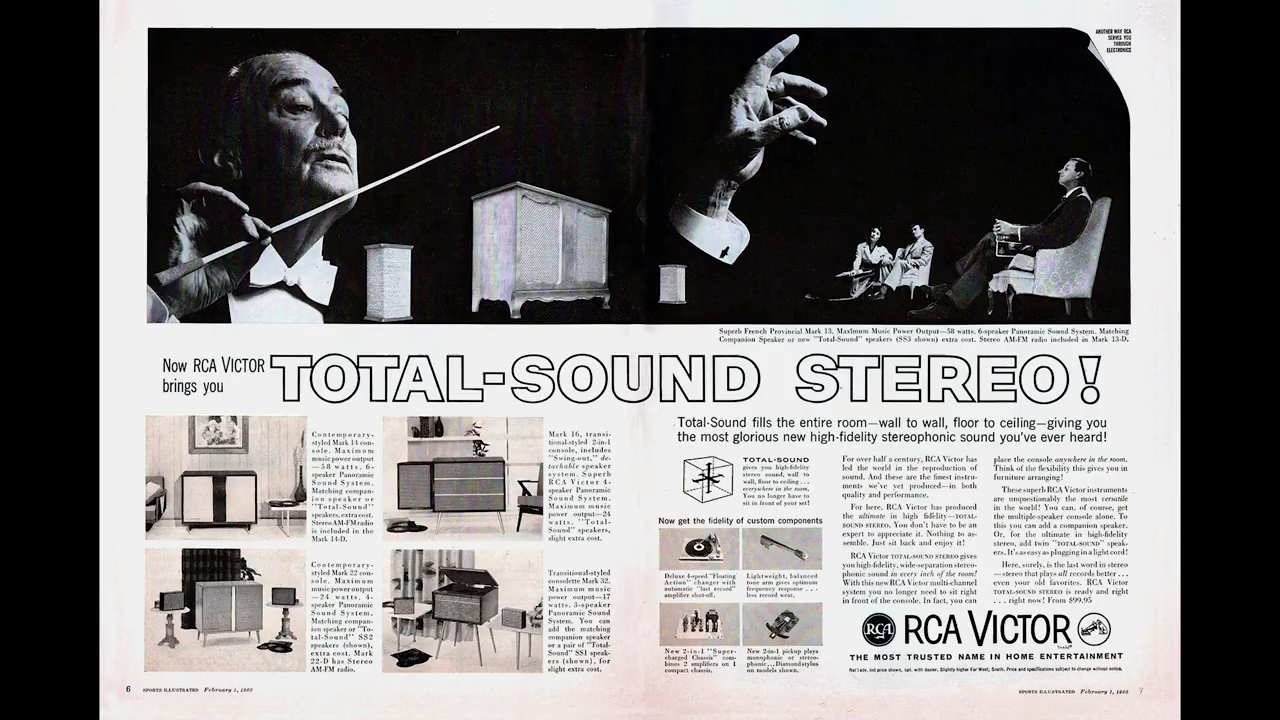 ANOTHER WAY RCA
SERVES YOU
THROUGH
ELECTRONICS
Superb French Provincial Mark 13. Maximum Music Power Output—58 watts. 6-speaker Panoramic Sound System. Matching
Companion Speaker or new "Total-Sound" speakers (SS3 shown) extra cost. Stereo AM-FM radio included in Mark 13-D.
Now RCA VICTOR
brings you
TOTAL-SOUND STEREO!
Contemporary-
styled Mark 14 con-
sole. Maximum
music power output
—58 watts. 6-
speaker Panoramic
Sound System.
Matching compan-
ion speaker or
"Total-Sound"
speakers, extra cost.
Stereo AM-FM radio
is included in the
Mark 14-D.
Mark 16, transi-
tional-styled 2-in-1
console, includes
"Swing-out," de-
tachable speaker
system. Superb
RCA Victor 4-
speaker Panoramic
Sound System.
Maximum music
power output—24
watts. "Total-
Sound" speakers,
slight extra cost.
Contemporary-
styled Mark 22 con-
sole. Maximum
music power output
—24 watts, 4-
speaker Panoramic
Sound System.
Matching compan-
ion speaker or "To-
tal-Sound" SS2
speakers (shown),
extra cost. Mark
22-D has Stereo
AM-FM radio.
Transitional-styled
consolette Mark 32.
Maximum music
power output—17
watts. 3-speaker
Panoramic Sound
System. You can
add the matching
companion speaker
or a pair of "Total-
Sound" SS1 speak-
ers (shown), for
slight extra cost.
Total-Sound fills the entire room—wall to wall, floor to ceiling—giving you
the most glorious new high-fidelity stereophonic sound you've ever heard!
TOTAL-SOUND
gives you high-fidelity
stereo sound, wall to
wall, floor to ceiling...
everywhere in the room.
You no longer have to
sit in front of your set!
Now get the fidelity of custom components
Deluxe 4-speed "Floating
Action" changer with
automatic "last record"
amplifier shut-off.
Lightweight, balanced
tone arm gives optimum
frequency response ...
less record wear.
New 2-in-1 "Super-
charged Chassis" com-
bines 2 amplifiers on 1
compact chassis.
New 2-in-1 pickup plays
monophonic or stereo-
phonic...Diamond stylus
on models shown.
For over half a century, RCA Victor has
led the world in the reproduction of
sound. And these are the finest instru-
ments we've yet produced—in both
quality and performance.
For here, RCA Victor has produced
the ultimate in high fidelity—TOTAL-
SOUND STEREO. You don't have to be an
expert to appreciate it. Nothing to as-
semble. Just sit back and enjoy it!
RCA Victor TOTAL-SOUND STEREO gives
you high-fidelity, wide-separation stereo-
phonic sound in every inch of the room!
With this new RCA Victor multi-channel
system you no longer need to sit right
in front of the console. In fact, you can
place the console anywhere in the room.
Think of the flexibility this gives you in
furniture arranging!
These superb RCA Victor instruments
are unquestionably the most versatile
in the world! You can, of course, get
the multiple-speaker console alone. To
this you can add a companion speaker.
Or, for the ultimate in high-fidelity
stereo, add twin "TOTAL-SOUND" speak-
ers. It's as easy as plugging in a light cord!
Here, surely, is the last word in stereo
—stereo that plays all records better ...
even your old favorites. RCA Victor
TOTAL-SOUND STEREO is ready and right
... right now! From $99.95
RCA
RCA VICTOR
THE MOST TRUSTED NAME IN HOME ENTERTAINMENT
Nat'l adv. list price shown, opt. with dealer. Slightly higher Far West, South. Price and specifications subject to change without notice.
6 SPORTS ILLUSTRATED February 1, 1960
SPORTS ILLUSTRATED February 1, 1960 7